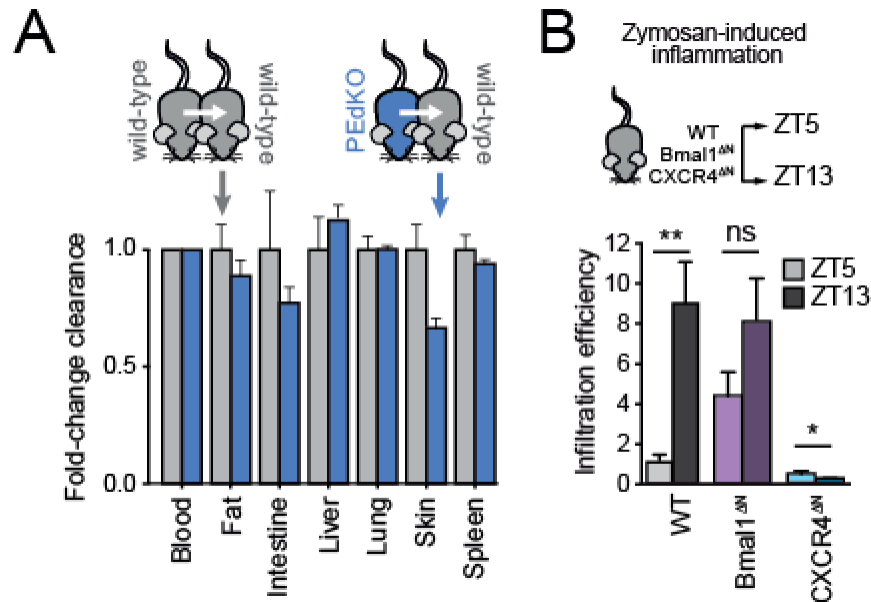 A
wild-type
wild-type
PEdKO
wild-type
Fold-change clearance
1.0
0.5
0.0
Blood
Fat
Intestine
Liver
Lung
Skin
Spleen
B
Zymosan-induced
inflammation
WT
Bmal1ΔN
CXCR4ΔN
ZT5
ZT13
Infiltration efficiency
12
10
8
6
4
2
0
**
ns
*
ZT5
ZT13
WT
Bmal1ΔN
CXCR4ΔN